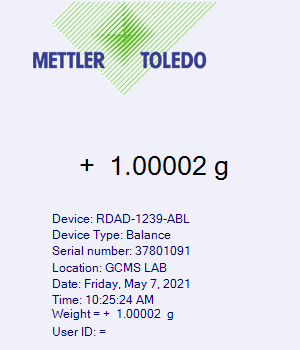 METTLER TOLEDO
+ 1.00002 g
Device: RDAD-1239-ABL
Device Type: Balance
Serial number: 37801091
Location: GCMS LAB
Date: Friday, May 7, 2021
Time: 10:25:24 AM
Weight = + 1.00002 g
User ID: =